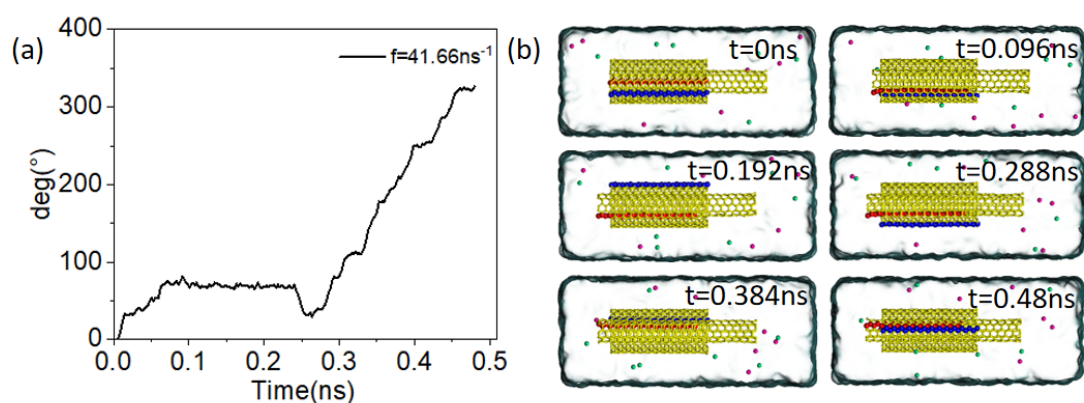 (a)
400
300
200
100
0
deg(°)
f=41.66ns⁻¹
0.0 0.1 0.2 0.3 0.4 0.5
Time(ns)
(b)
t=0ns
t=0.096ns
t=0.192ns
t=0.288ns
t=0.384ns
t=0.48ns